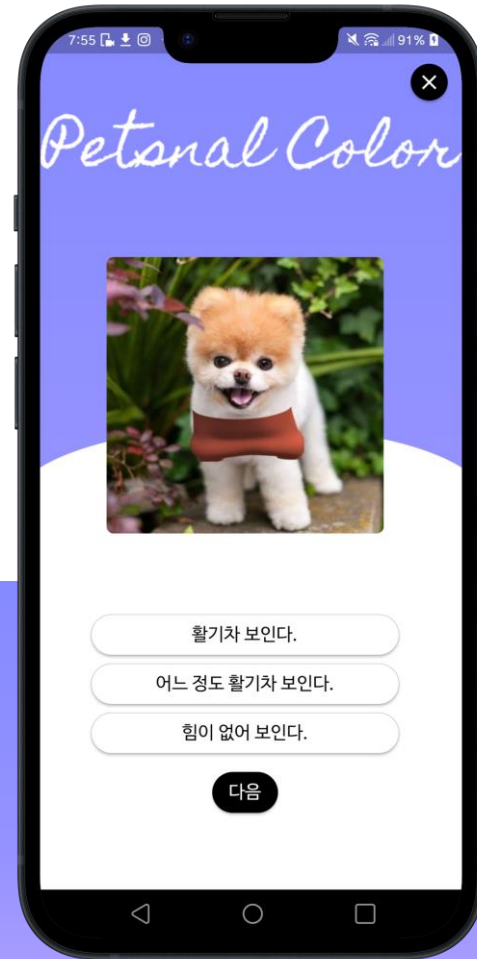 7:55
91%
Petsnal Color
활기차 보인다.
어느 정도 활기차 보인다.
힘이 없어 보인다.
다음